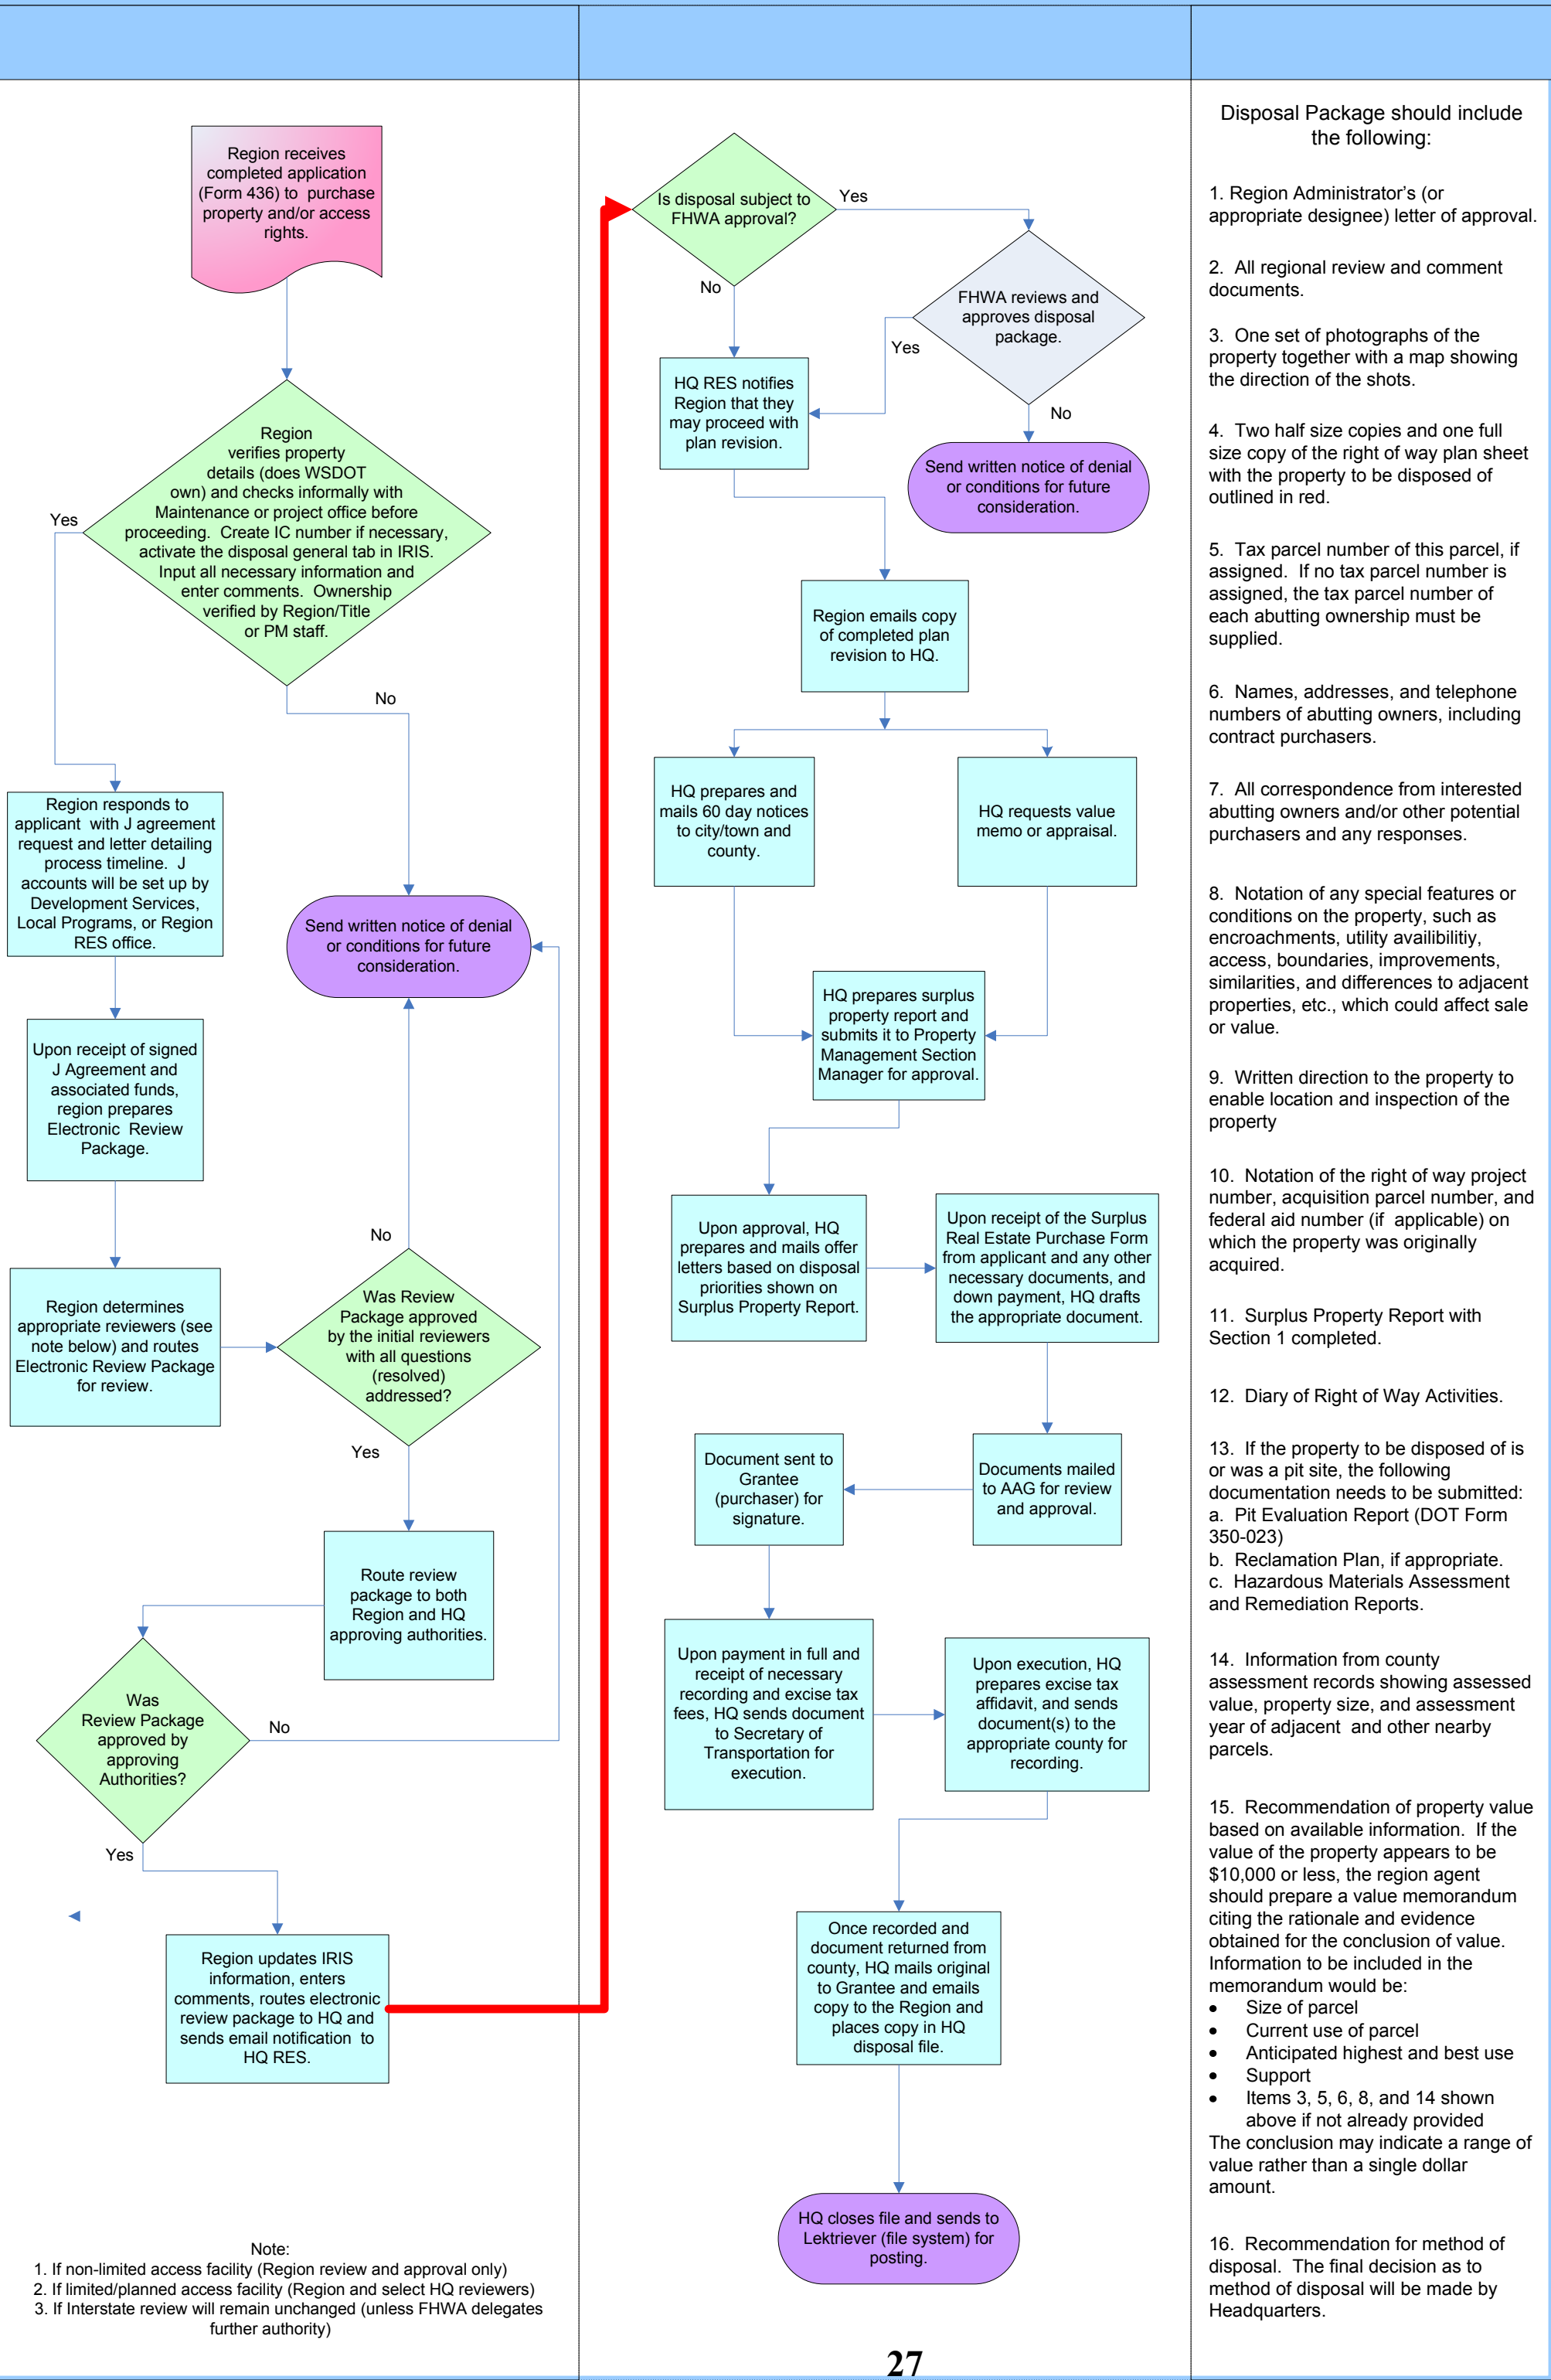 Region receives
completed application
(Form 436) to purchase
property and/or access
rights.
Region
verifies property
details (does WSDOT
own) and checks informally with
Maintenance or project office before
proceeding. Create IC number if necessary,
activate the disposal general tab in IRIS.
Input all necessary information and
enter comments. Ownership
verified by Region/Title
or PM staff.
Yes
No
Region responds to
applicant with J agreement
request and letter detailing
process timeline. J
accounts will be set up by
Development Services,
Local Programs, or Region
RES office.
Send written notice of denial
or conditions for future
consideration.
Upon receipt of signed
J Agreement and
associated funds,
region prepares
Electronic Review
Package.
Region determines
appropriate reviewers (see
note below) and routes
Electronic Review Package
for review.
No
Was Review
Package approved
by the initial reviewers
with all questions
(resolved)
addressed?
Yes
Route review
package to both
Region and HQ
approving authorities.
Was
Review Package
approved by
approving
Authorities?
No
Yes
Region updates IRIS
information, enters
comments, routes electronic
review package to HQ and
sends email notification to
HQ RES.
Note:
1. If non-limited access facility (Region review and approval only)
2. If limited/planned access facility (Region and select HQ reviewers)
3. If Interstate review will remain unchanged (unless FHWA delegates
further authority)
Is disposal subject to
FHWA approval?
Yes
No
FHWA reviews and
approves disposal
package.
Yes
No
HQ RES notifies
Region that they
may proceed with
plan revision.
Send written notice of denial
or conditions for future
consideration.
Region emails copy
of completed plan
revision to HQ.
HQ prepares and
mails 60 day notices
to city/town and
county.
HQ requests value
memo or appraisal.
HQ prepares surplus
property report and
submits it to Property
Management Section
Manager for approval.
Upon approval, HQ
prepares and mails offer
letters based on disposal
priorities shown on
Surplus Property Report.
Upon receipt of the Surplus
Real Estate Purchase Form
from applicant and any other
necessary documents, and
down payment, HQ drafts
the appropriate document.
Documents mailed
to AAG for review
and approval.
Document sent to
Grantee
(purchaser) for
signature.
Upon payment in full and
receipt of necessary
recording and excise tax
fees, HQ sends document
to Secretary of
Transportation for
execution.
Upon execution, HQ
prepares excise tax
affidavit, and sends
document(s) to the
appropriate county for
recording.
Once recorded and
document returned from
county, HQ mails original
to Grantee and emails
copy to the Region and
places copy in HQ
disposal file.
HQ closes file and sends to
Lektriever (file system) for
posting.
Disposal Package should include
the following:
1. Region Administrator's (or
appropriate designee) letter of approval.
2. All regional review and comment
documents.
3. One set of photographs of the
property together with a map showing
the direction of the shots.
4. Two half size copies and one full
size copy of the right of way plan sheet
with the property to be disposed of
outlined in red.
5. Tax parcel number of this parcel, if
assigned. If no tax parcel number is
assigned, the tax parcel number of
each abutting ownership must be
supplied.
6. Names, addresses, and telephone
numbers of abutting owners, including
contract purchasers.
7. All correspondence from interested
abutting owners and/or other potential
purchasers and any responses.
8. Notation of any special features or
conditions on the property, such as
encroachments, utility availibilitiy,
access, boundaries, improvements,
similarities, and differences to adjacent
properties, etc., which could affect sale
or value.
9. Written direction to the property to
enable location and inspection of the
property
10. Notation of the right of way project
number, acquisition parcel number, and
federal aid number (if applicable) on
which the property was originally
acquired.
11. Surplus Property Report with
Section 1 completed.
12. Diary of Right of Way Activities.
13. If the property to be disposed of is
or was a pit site, the following
documentation needs to be submitted:
a. Pit Evaluation Report (DOT Form
350-023)
b. Reclamation Plan, if appropriate.
c. Hazardous Materials Assessment
and Remediation Reports.
14. Information from county
assessment records showing assessed
value, property size, and assessment
year of adjacent and other nearby
parcels.
15. Recommendation of property value
based on available information. If the
value of the property appears to be
$10,000 or less, the region agent
should prepare a value memorandum
citing the rationale and evidence
obtained for the conclusion of value.
Information to be included in the
memorandum would be:
• Size of parcel
• Current use of parcel
• Anticipated highest and best use
• Support
• Items 3, 5, 6, 8, and 14 shown
above if not already provided
The conclusion may indicate a range of
value rather than a single dollar
amount.
16. Recommendation for method of
disposal. The final decision as to
method of disposal will be made by
Headquarters.
27